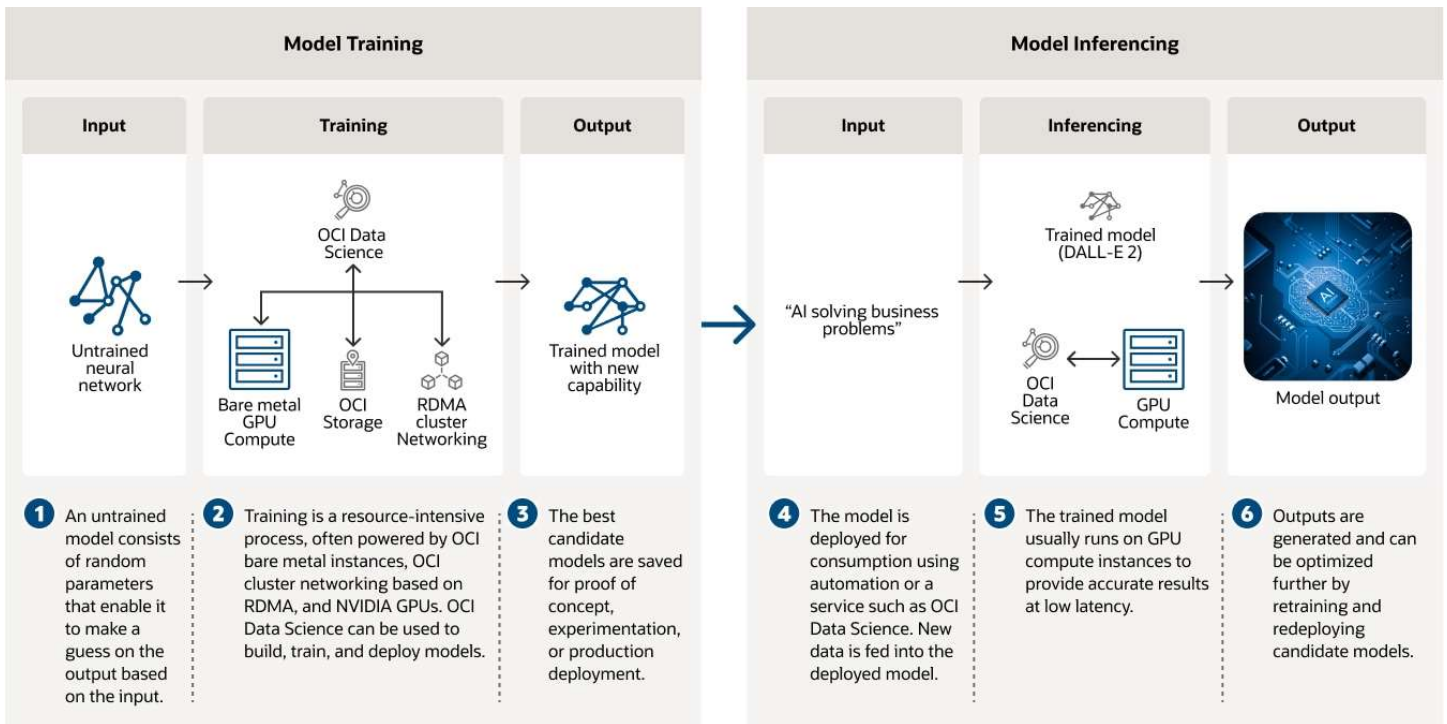 Model Training
Input
Training
Output
OCI Data
Science
Untrained
neural
network
Bare metal
GPU
Compute
OCI
Storage
RDMA
cluster
Networking
Trained model
with new
capability
1 An untrained
model consists
of random
parameters
that enable it
to make a
guess on the
output based
on the input.
2 Training is a resource-intensive
process, often powered by OCI
bare metal instances, OCI
cluster networking based on
RDMA, and NVIDIA GPUs. OCI
Data Science can be used to
build, train, and deploy models.
3 The best
candidate
models are saved
for proof of
concept,
experimentation,
or production
deployment.
Model Inferencing
Input
Inferencing
Output
“AI solving business
problems”
Trained model
(DALL-E 2)
OCI
Data
Science
GPU
Compute
AI
Model output
4 The model is
deployed for
consumption using
automation or a
service such as OCI
Data Science. New
data is fed into the
deployed model.
5 The trained model
usually runs on GPU
compute instances to
provide accurate results
at low latency.
6 Outputs are
generated and can
be optimized
further by
retraining and
redeploying
candidate models.